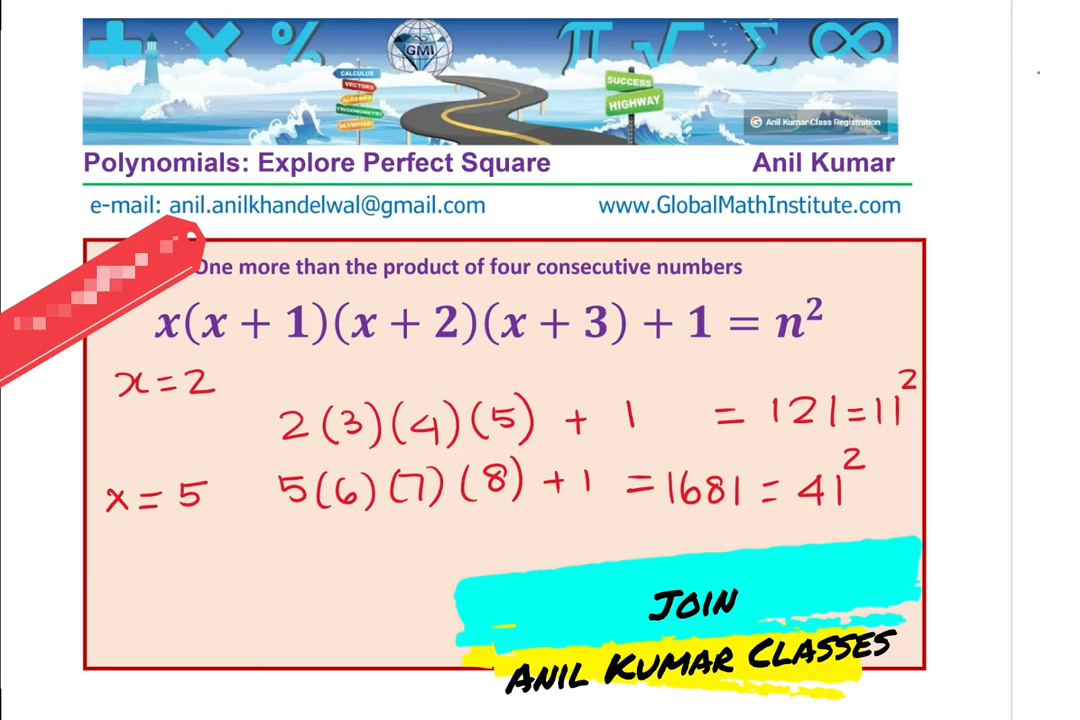 GMI
CALCULUS
VECTORS
ALGEBRA
TRIGONOMETRY
OLYMPIAD
SUCCESS
HIGHWAY
Anil Kumar Class Registration
Polynomials: Explore Perfect Square Anil Kumar
e-mail: anil.anilkhandelwal@gmail.com www.GlobalMathInstitute.com
One more than the product of four consecutive numbers
x(x + 1)(x + 2)(x + 3) + 1 = n²
x = 2
2(3)(4)(5) + 1 = 121 = 11²
x = 5 5(6)(7)(8) + 1 = 1681 = 41²
JOIN
ANIL KUMAR CLASSES